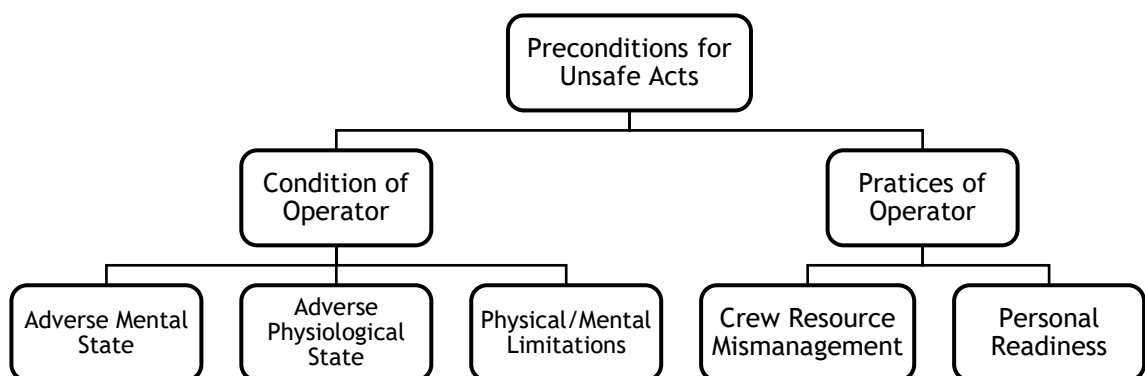 Preconditions for
Unsafe Acts
Condition of
Operator
Pratices of
Operator
Adverse Mental
State
Adverse
Physiological
State
Physical/Mental
Limitations
Crew Resource
Mismanagement
Personal
Readiness